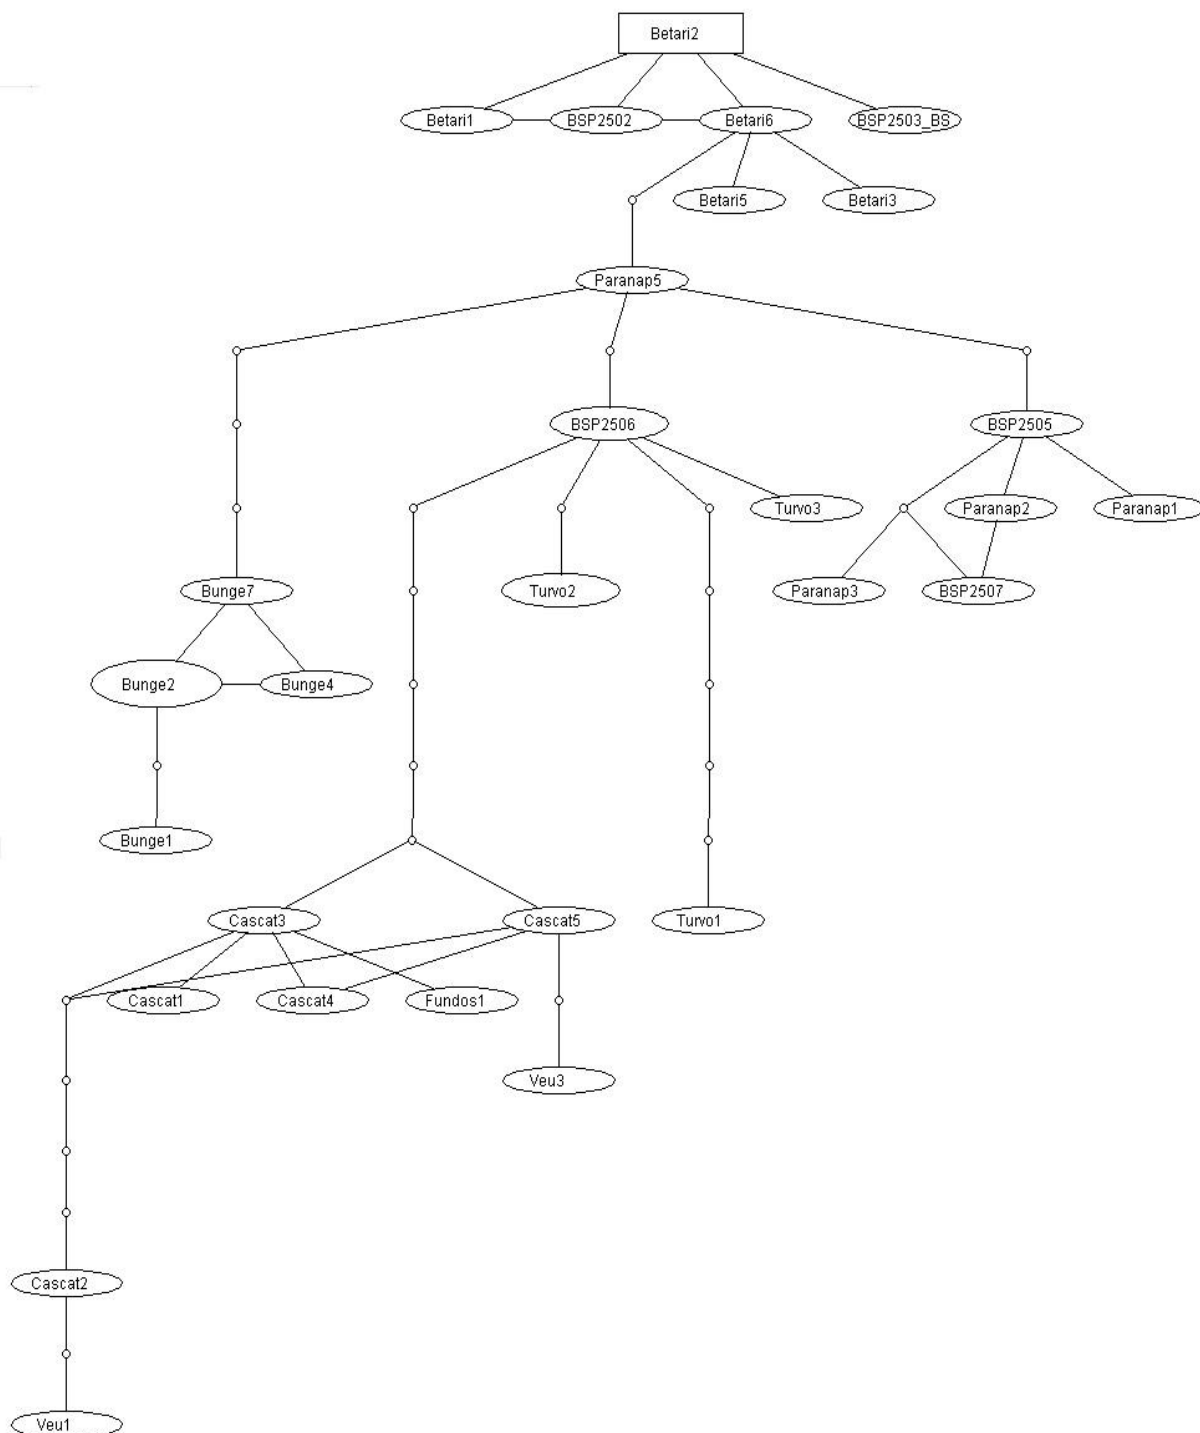 Betari2
Betari1
BSP2502
Betari6
BSP2503_BS
Betari5
Betari3
Paranap5
BSP2506
BSP2505
Turvo3
Paranap2
Paranap1
Bunge7
Turvo2
Paranap3
BSP2507
Bunge2
Bunge4
Bunge1
Cascat3
Cascat5
Turvo1
Cascat1
Cascat4
Fundos1
Veu3
Cascat2
Veu1